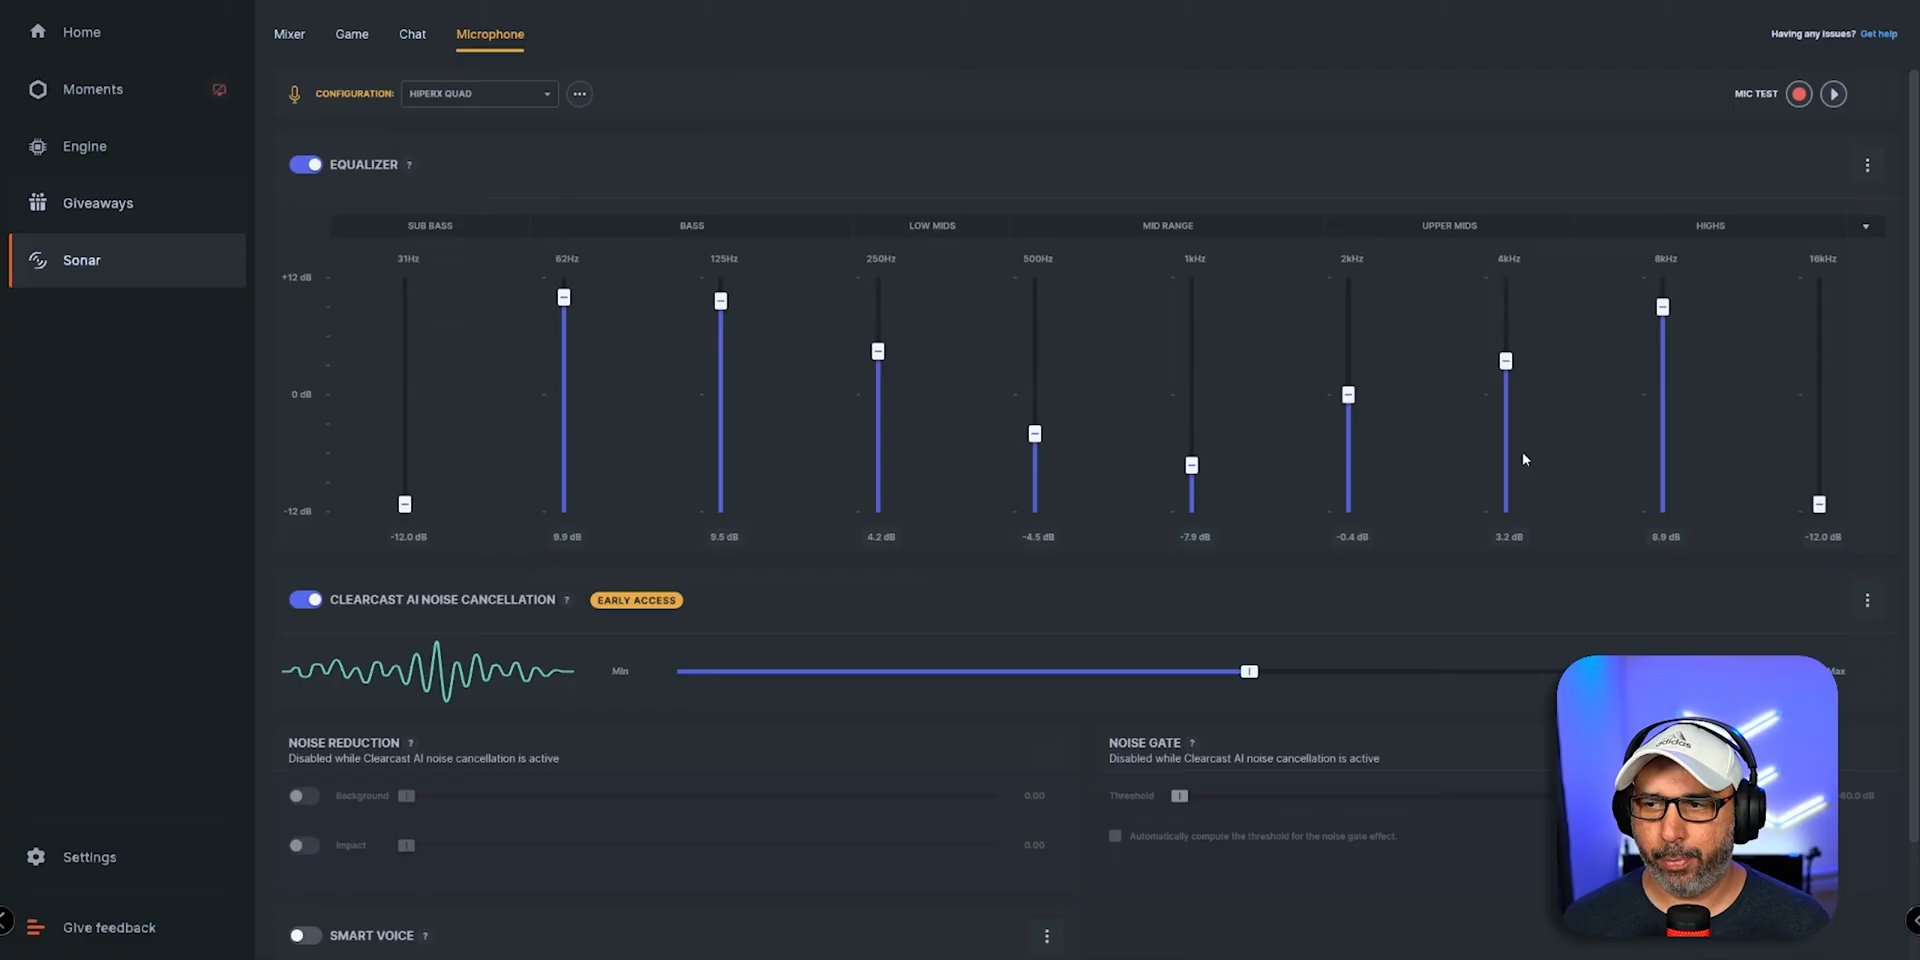 Home
Moments
Engine
Giveaways
Sonar
Settings
Give feedback
Mixer Game Chat Microphone
Having any issues? Get help
CONFIGURATION: HIPERX QUAD
MIC TEST
EQUALIZER ?
SUB BASS BASS LOW MIDS MID RANGE UPPER MIDS HIGHS
31Hz 62Hz 125Hz 250Hz 500Hz 1kHz 2kHz 4kHz 8kHz 16kHz
+12 dB
0 dB
-12 dB
-12.0 dB 9.9 dB 9.5 dB 4.2 dB -4.5 dB -7.9 dB -0.4 dB 3.2 dB 8.9 dB -12.0 dB
CLEARCAST AI NOISE CANCELLATION ? EARLY ACCESS
Min Max
NOISE REDUCTION ?
Disabled while Clearcast AI noise cancellation is active
Background 0.00
Impact 0.00
NOISE GATE ?
Disabled while Clearcast AI noise cancellation is active
Threshold -60.0 dB
Automatically compute the threshold for the noise gate effect.
SMART VOICE ?
adidas